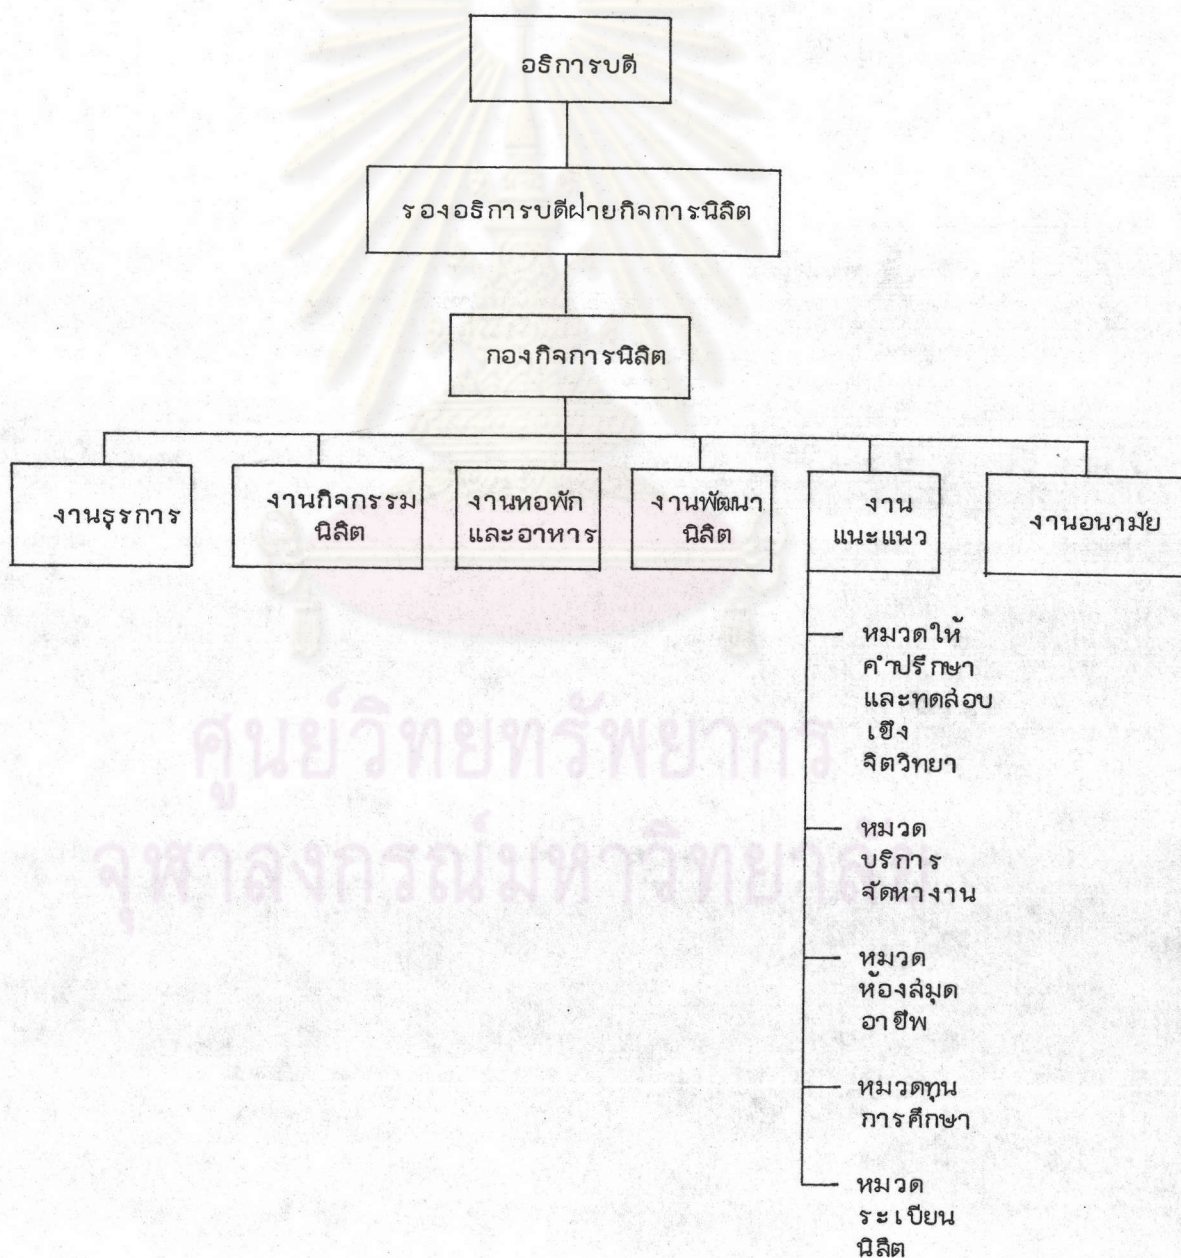 อธิการบดี
รองอธิการบดีฝ่ายกิจการนิสิต
กองกิจการนิสิต
งานธุรการ
งานกิจกรรม
นิสิต
งานหอพัก
และอาหาร
งานพัฒนา
นิสิต
งาน
แนะแนว
งานอนามัย
หมวดให้
คำปรึกษา
และทดสอบ
เชิง
จิตวิทยา
หมวด
บริการ
จัดหางาน
หมวด
ห้องสมุด
อาชีพ
หมวดทุน
การศึกษา
หมวด
ระเบียน
นิสิต
ศูนย์วิทยทรัพยากร
จุฬาลงกรณ์มหาวิทยาลัย